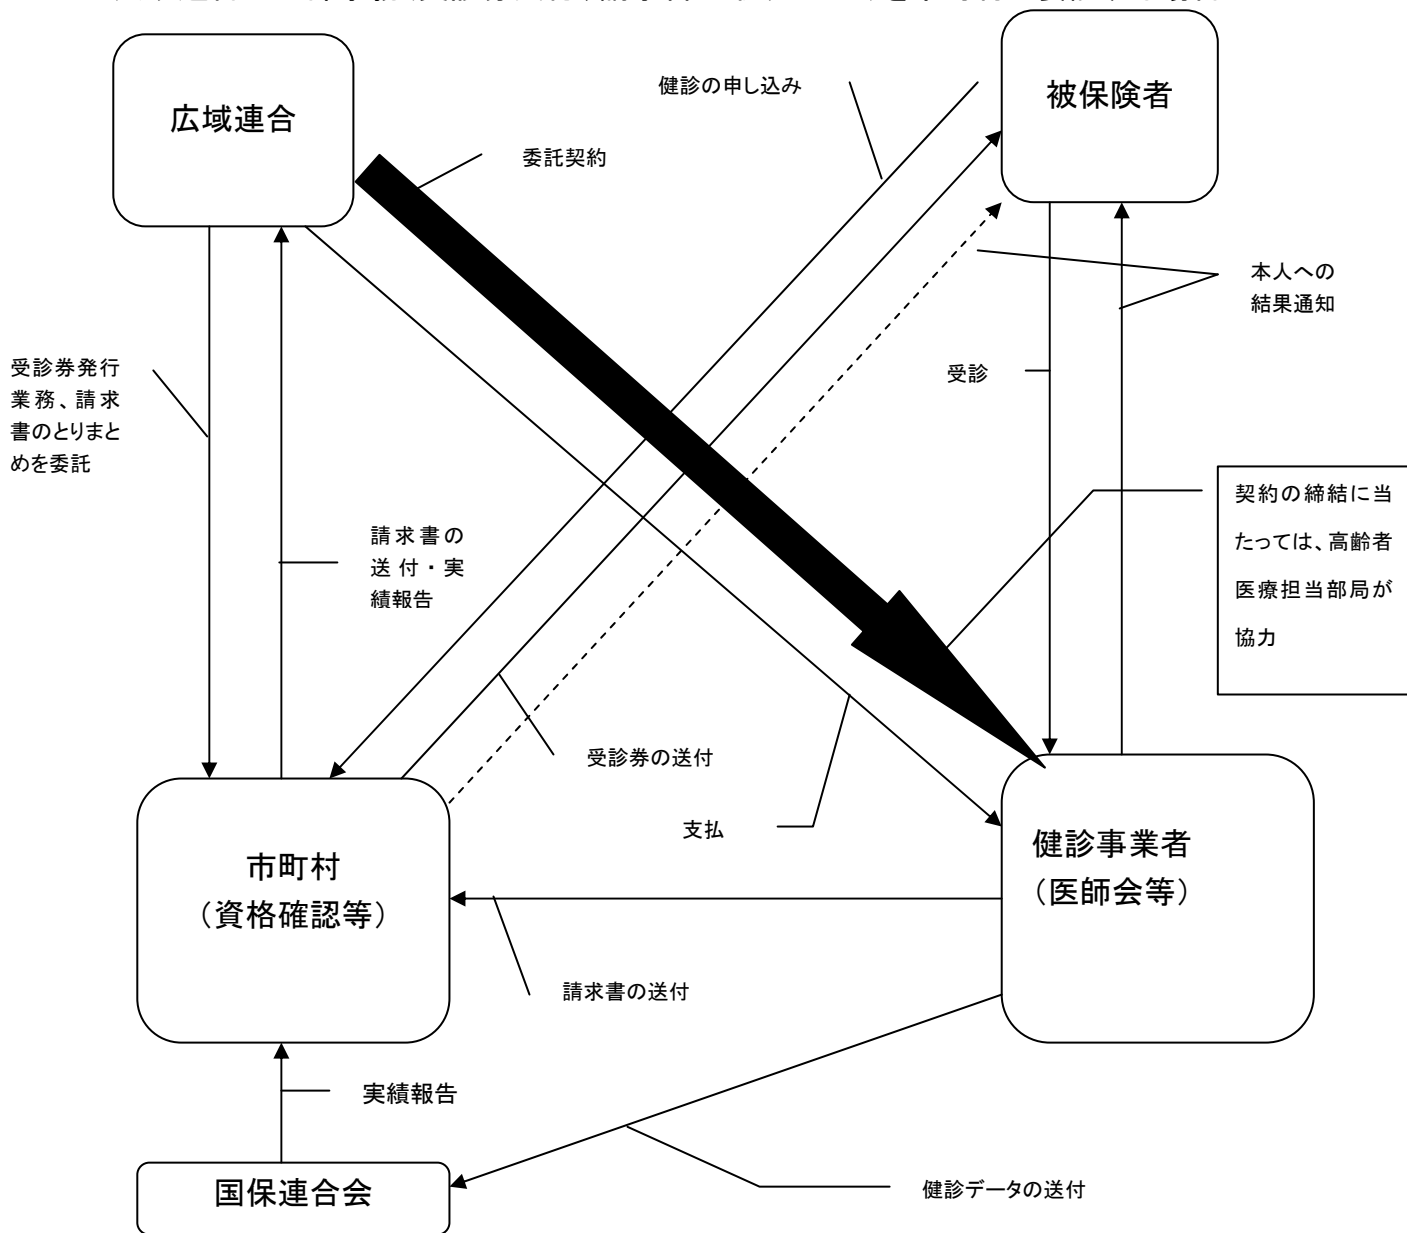 被保険者
広域連合
健診の申し込み
委託契約
本人への
結果通知
受診券発行
業務、請求
書のとりまと
めを委託
受診
契約の締結に当
たっては、高齢者
医療担当部局が
協力
請求書の
送付・実
績報告
受診券の送付
支払
市町村
（資格確認等）
健診事業者
（医師会等）
請求書の送付
実績報告
国保連合会
健診データの送付